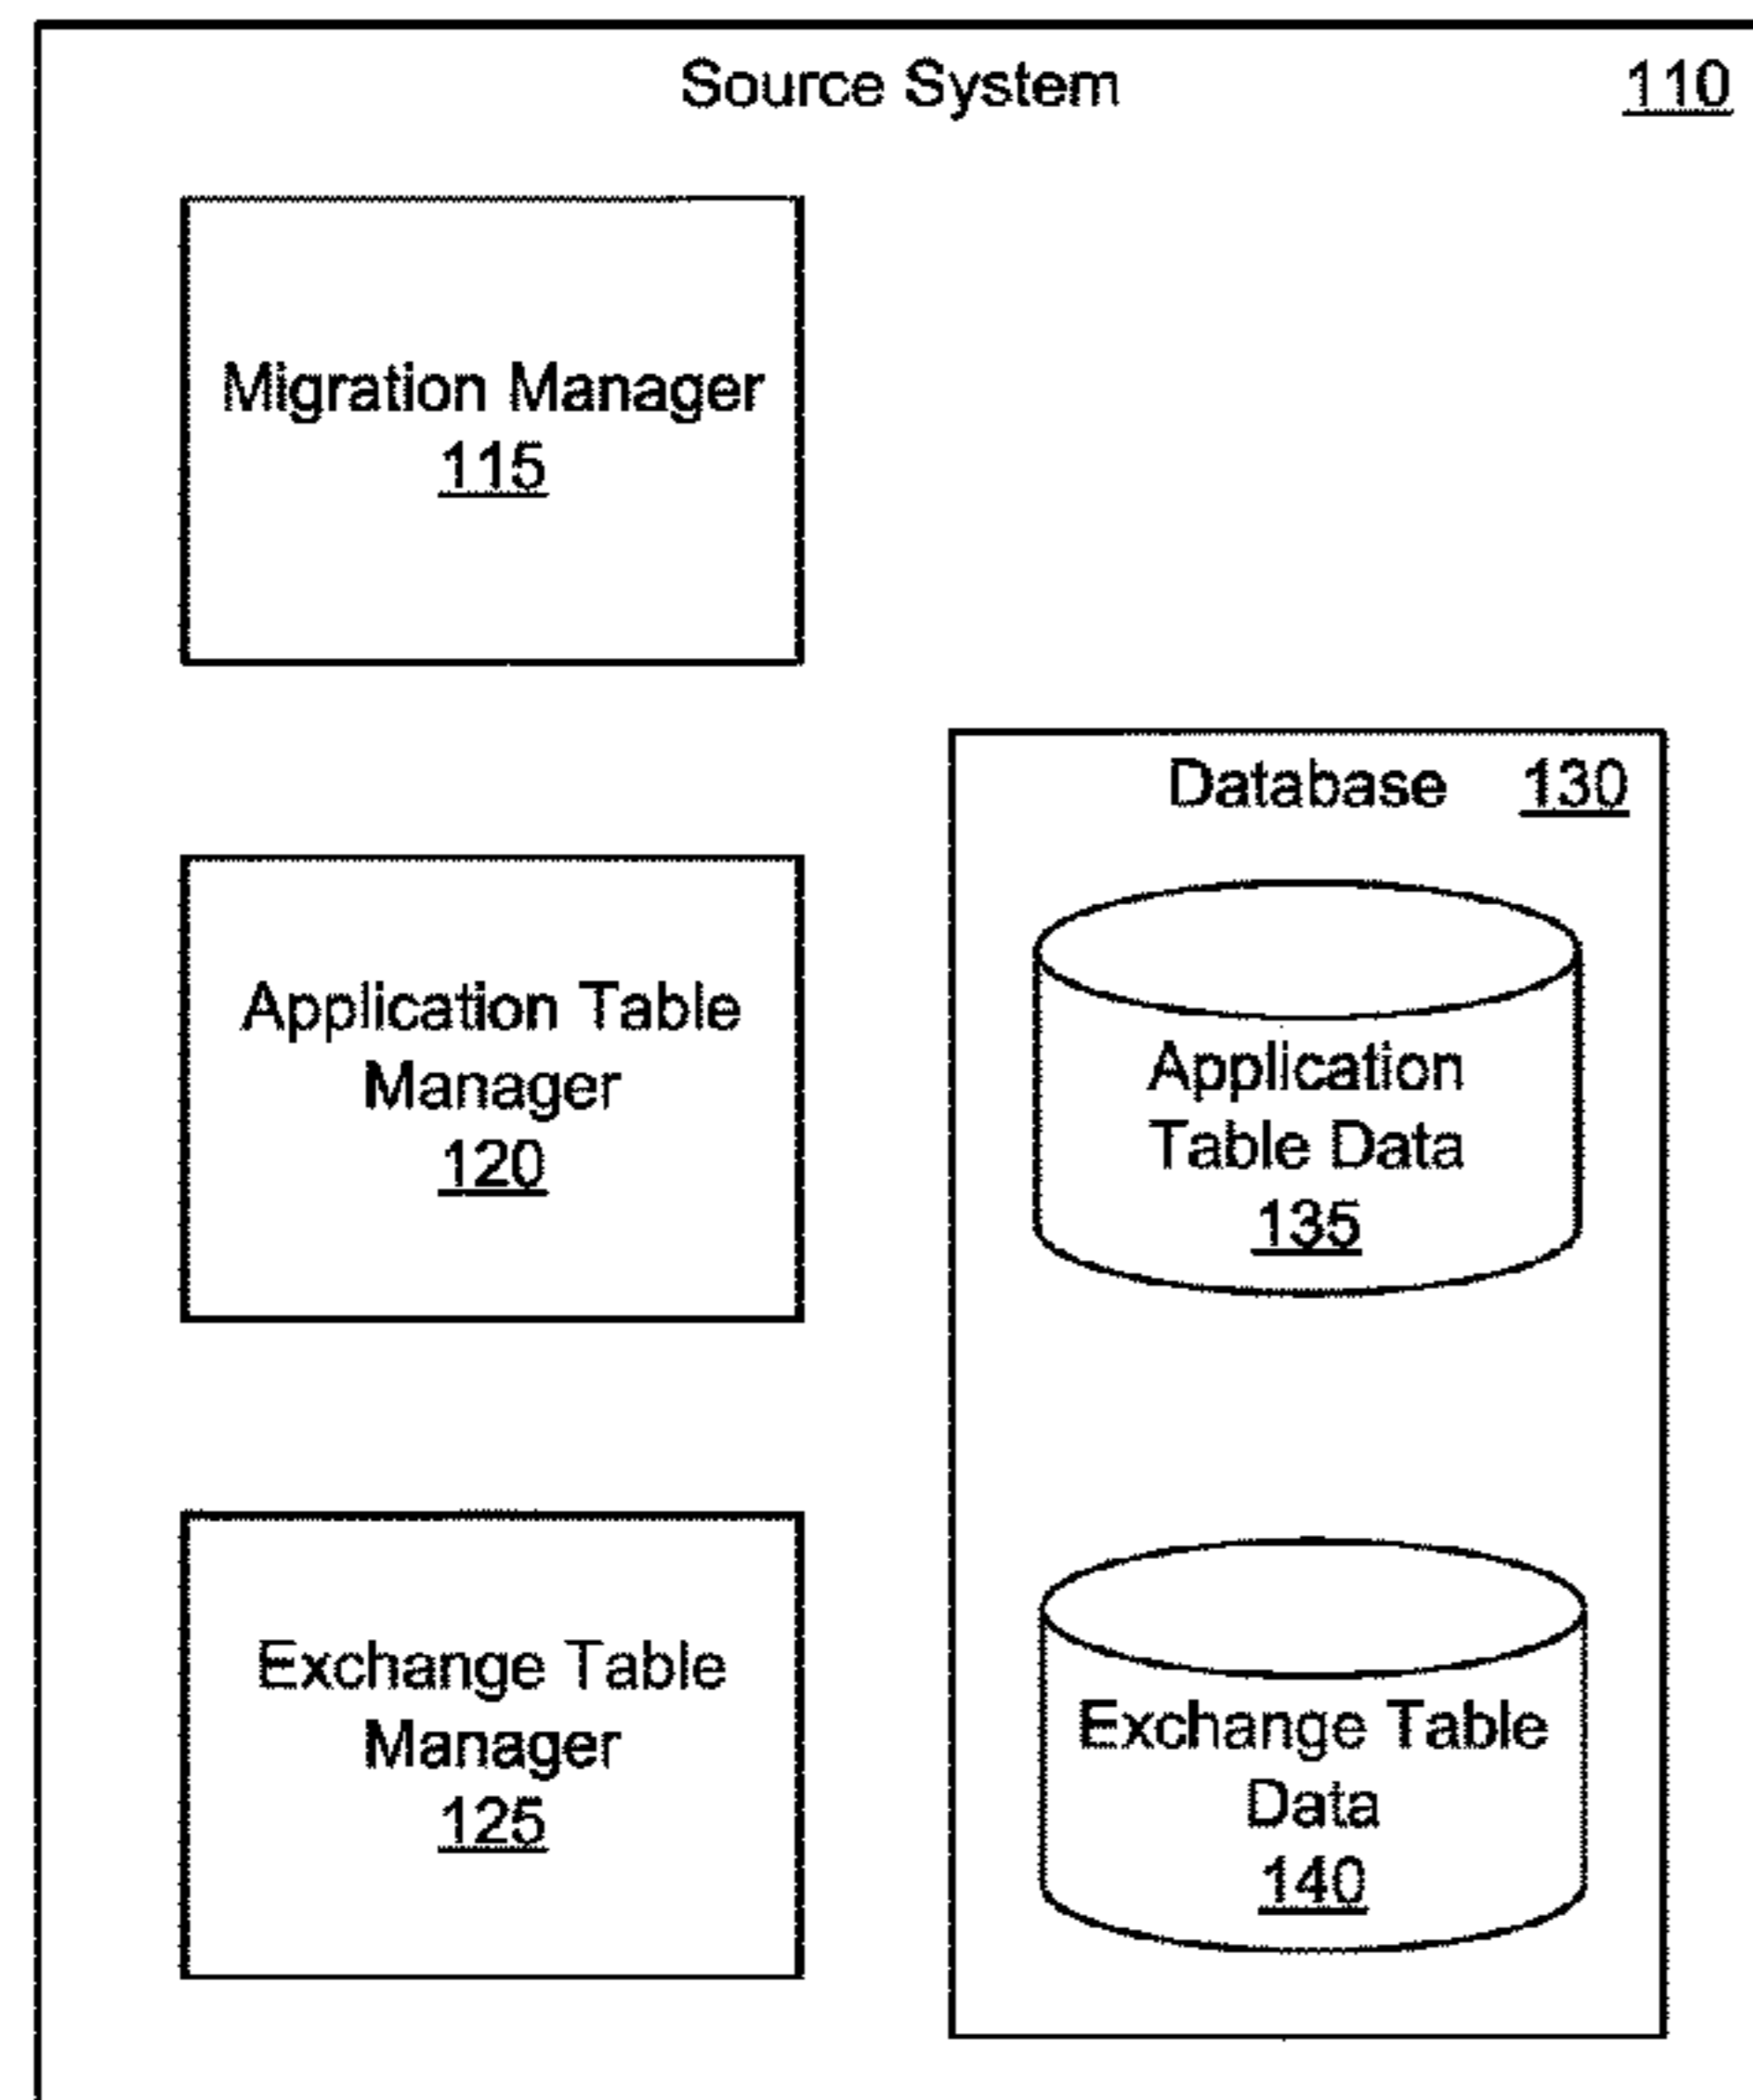 Source System 110
Migration Manager
115
Application Table
Manager
120
Exchange Table
Manager
125
Database 130
Application
Table Data
135
Exchange Table
Data
140